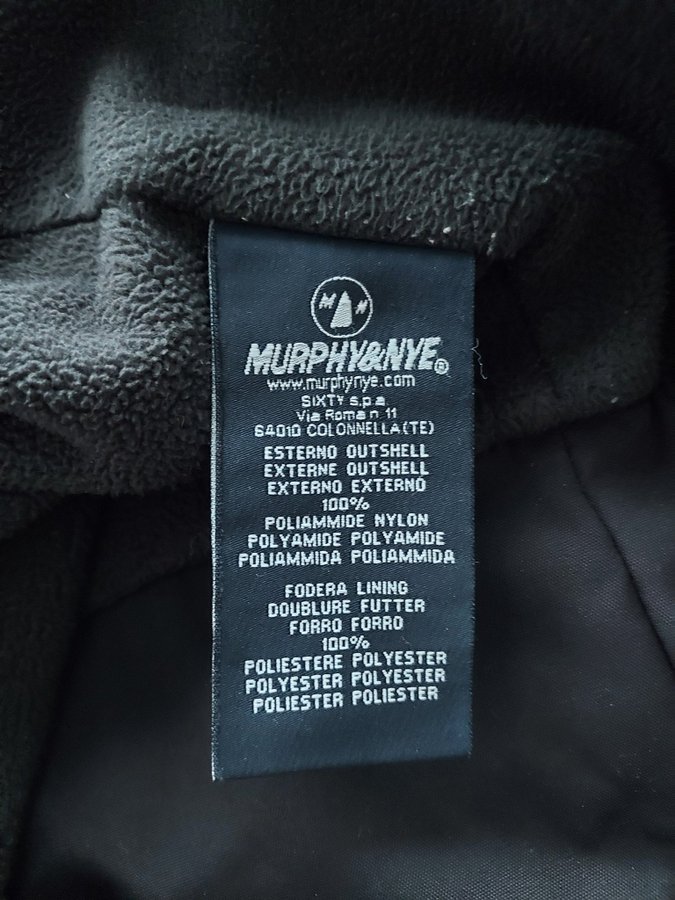 M N
MURPHY&NYE®
www.murphynye.com
SIXTY s.p.a
Via Roma n 11
64010 COLONNELLA(TE)
ESTERNO OUTSHELL
EXTERNE OUTSHELL
EXTERNO EXTERNO
100%
POLIAMMIDE NYLON
POLYAMIDE POLYAMIDE
POLIAMMIDA POLIAMMIDA
FODERA LINING
DOUBLURE FUTTER
FORRO FORRO
100%
POLIESTERE POLYESTER
POLYESTER POLYESTER
POLIESTER POLIESTER